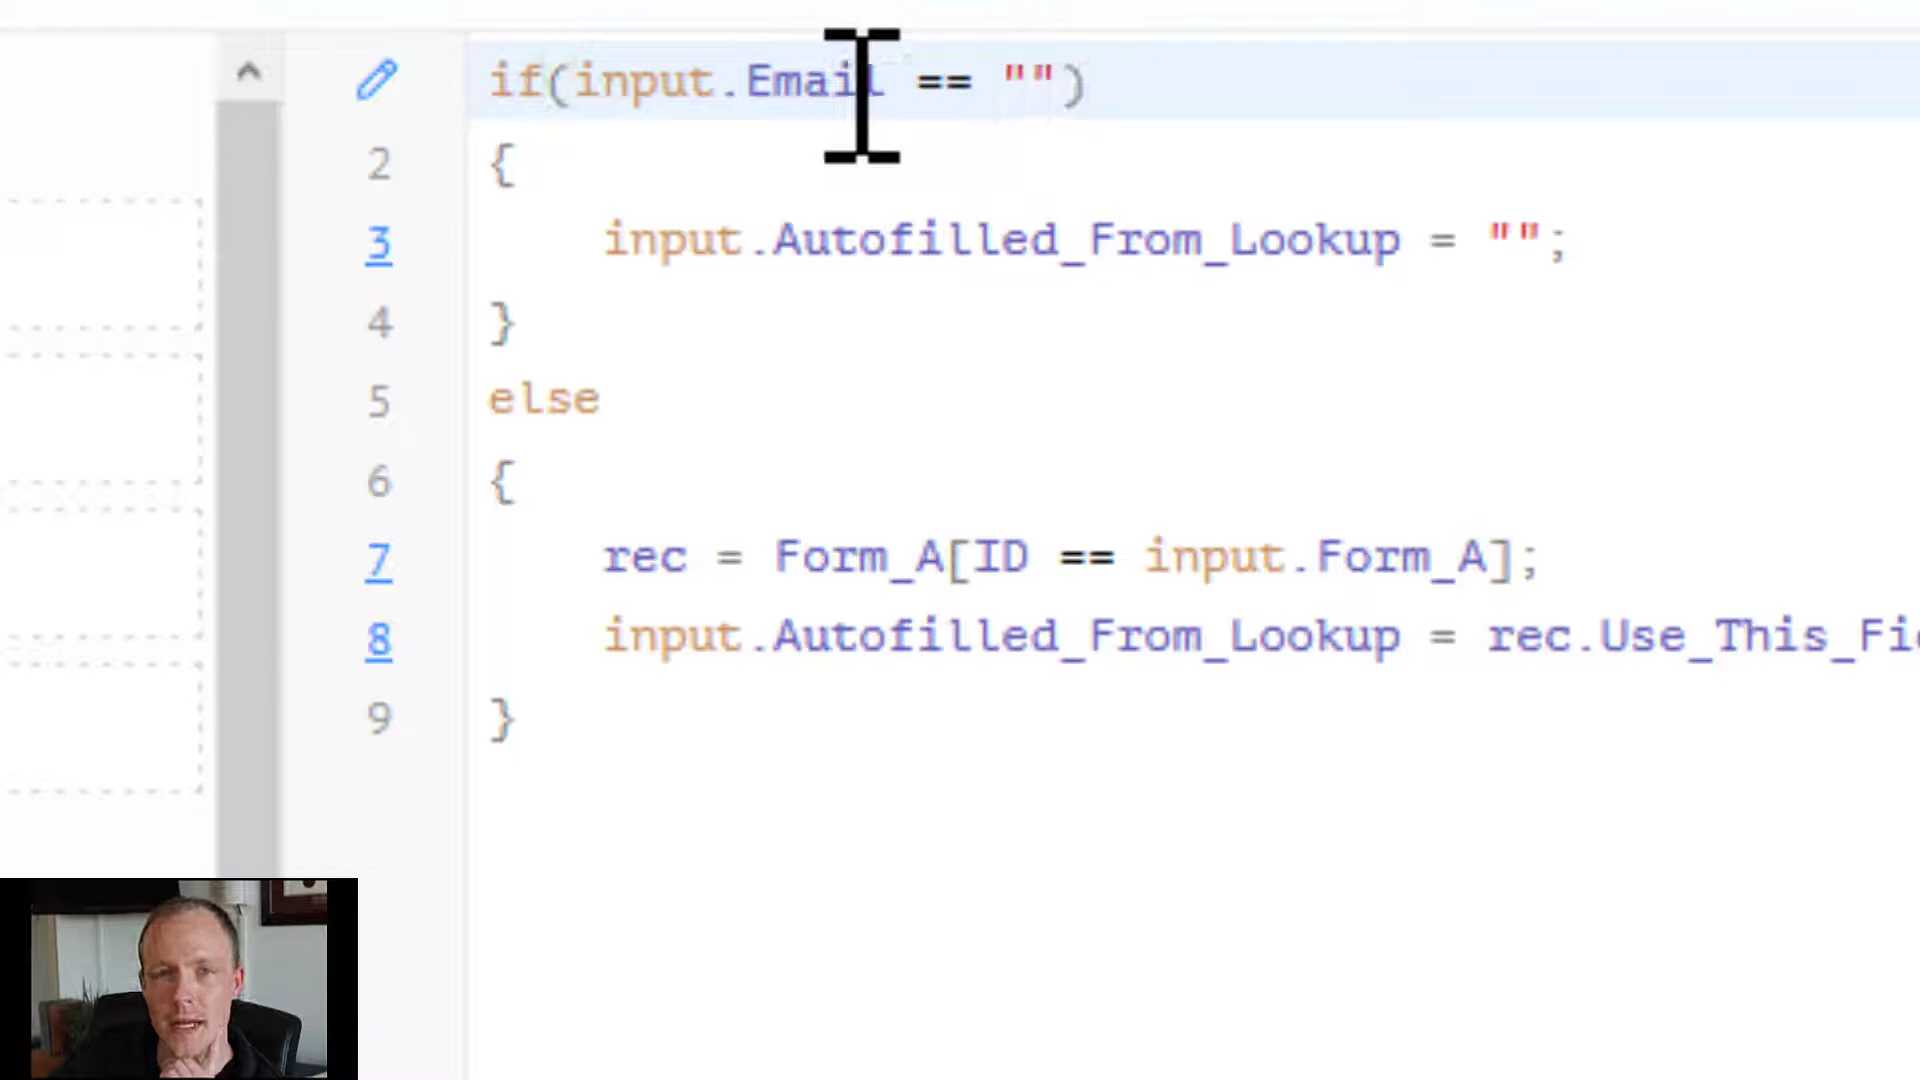 if(input.Email == "")
2 {
3 input.Autofilled_From_Lookup = "";
4 }
5 else
6 {
7 rec = Form_A[ID == input.Form_A];
8 input.Autofilled_From_Lookup = rec.Use_This_Fi
9 }